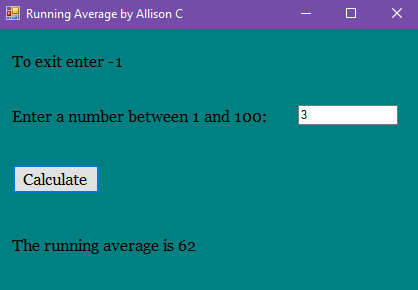 Running Average by Allison C
To exit enter -1
Enter a number between 1 and 100: 3
Calculate
The running average is 62